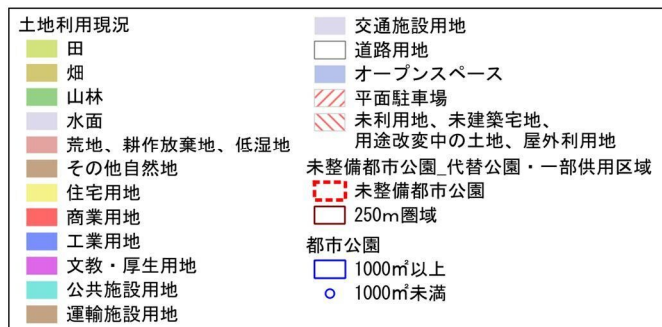 土地利用現況
田
畑
山林
水面
荒地、耕作放棄地、低湿地
その他自然地
住宅用地
商業用地
工業用地
文教・厚生用地
公共施設用地
運輸施設用地
交通施設用地
道路用地
オープンスペース
平面駐車場
未利用地、未建築宅地、
用途改変中の土地、屋外利用地
未整備都市公園_代替公園・一部供用区域
未整備都市公園
250m圏域
都市公園
1000㎡以上
1000㎡未満